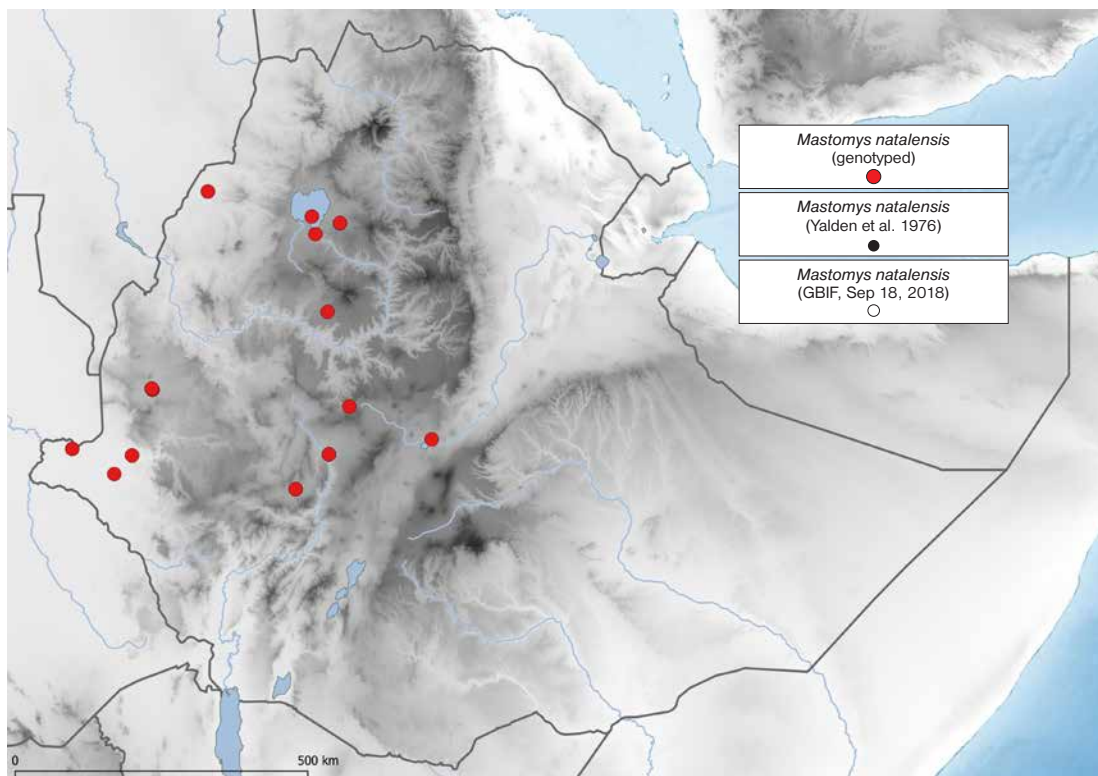 Mastomys natalensis
(genotyped)
Mastomys natalensis
(Yalden et al. 1976)
Mastomys natalensis
(GBIF, Sep 18, 2018)
0 500 km